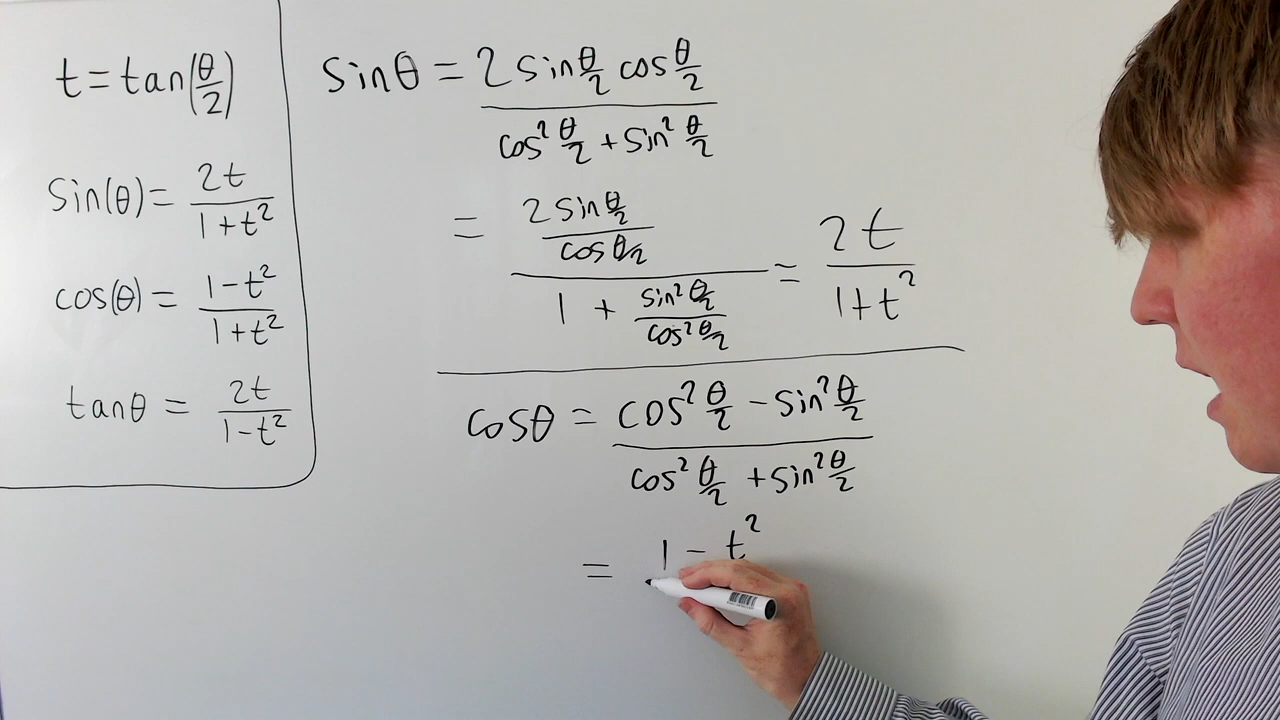 t = tan(θ/2)
sin(θ) = 2t/(1+t²)
cos(θ) = (1-t²)/(1+t²)
tanθ = 2t/(1-t²)
sinθ = (2 sin θ/2 cos θ/2)/(cos² θ/2 + sin² θ/2)
= (2 sin θ/2 / cos θ/2)/(1 + sin² θ/2 / cos² θ/2) = 2t/(1+t²)
cosθ = (cos² θ/2 - sin² θ/2)/(cos² θ/2 + sin² θ/2)
= 1 - t²